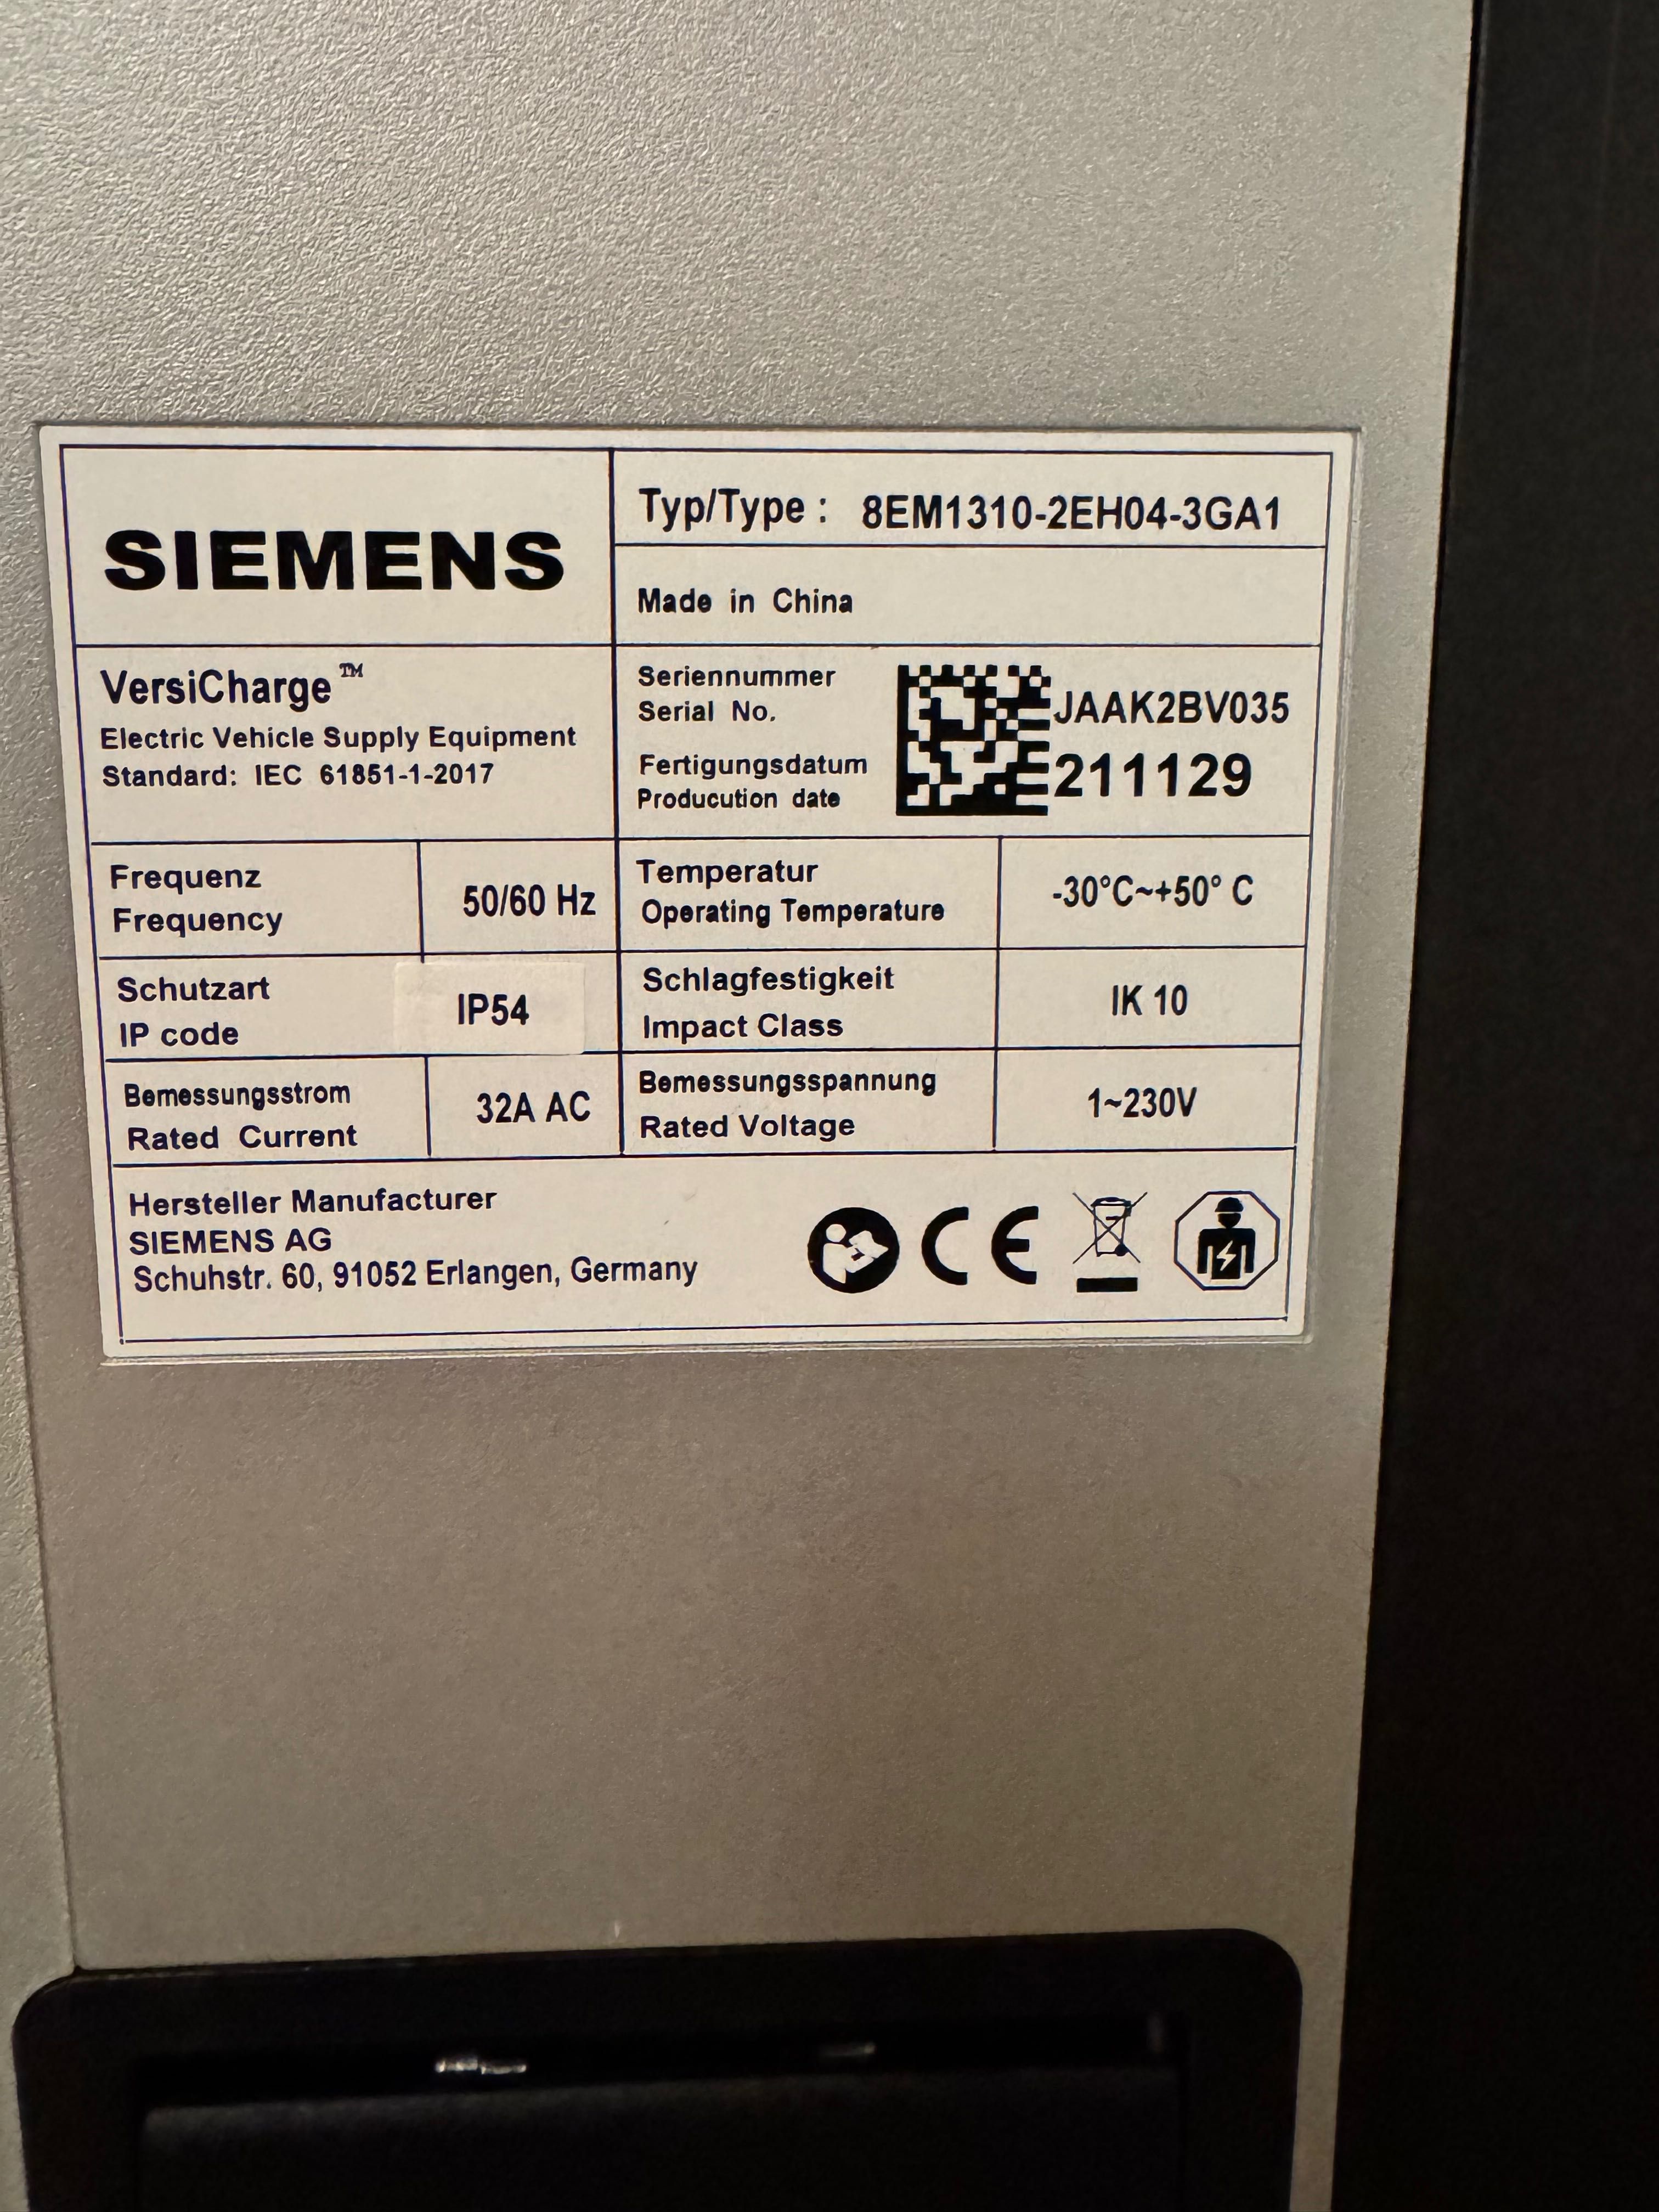 SIEMENS
Typ/Type : 8EM1310-2EH04-3GA1
Made in China
VersiCharge™
Electric Vehicle Supply Equipment
Standard: IEC 61851-1-2017
Seriennummer
Serial No.
JAAK2BV035
Fertigungsdatum
Producution date
211129
Frequenz
Frequency
50/60 Hz
Temperatur
Operating Temperature
-30°C~+50° C
Schutzart
IP code
IP54
Schlagfestigkeit
Impact Class
IK 10
Bemessungsstrom
Rated Current
32A AC
Bemessungsspannung
Rated Voltage
1~230V
Hersteller Manufacturer
SIEMENS AG
Schuhstr. 60, 91052 Erlangen, Germany
CE